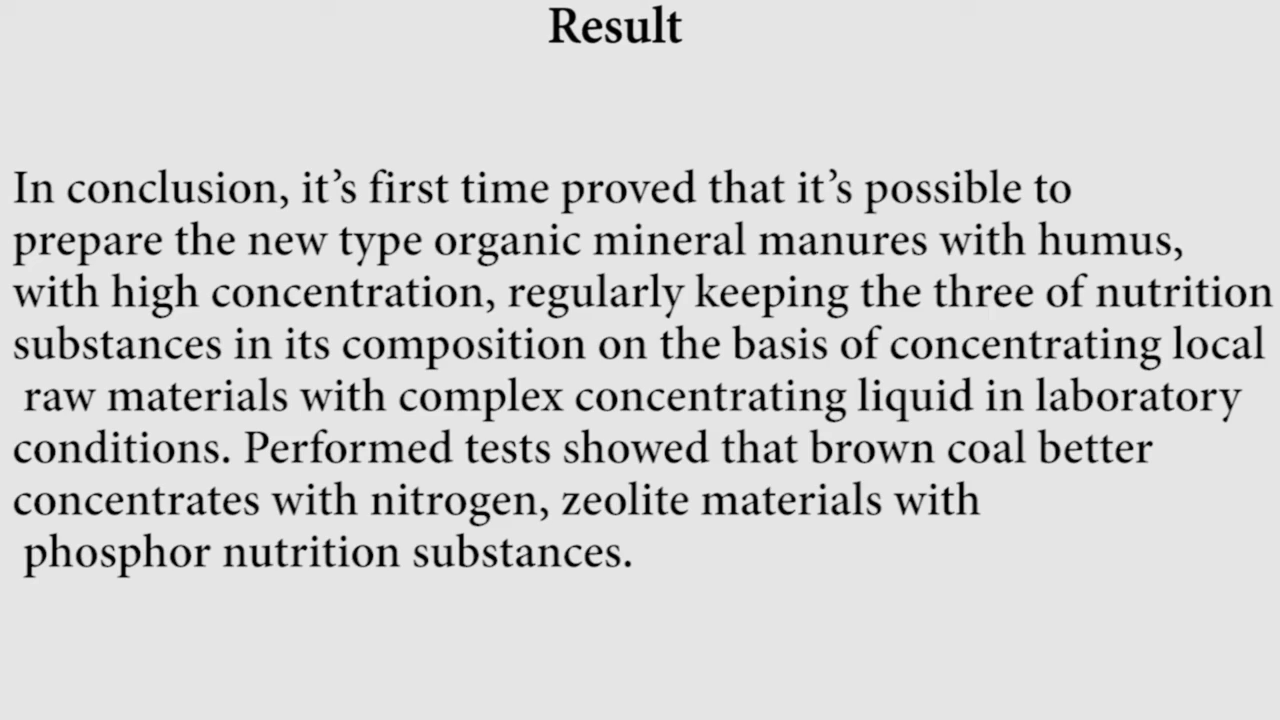 Result
In conclusion, it’s first time proved that it’s possible to
prepare the new type organic mineral manures with humus,
with high concentration, regularly keeping the three of nutrition
substances in its composition on the basis of concentrating local
raw materials with complex concentrating liquid in laboratory
conditions. Performed tests showed that brown coal better
concentrates with nitrogen, zeolite materials with
phosphor nutrition substances.